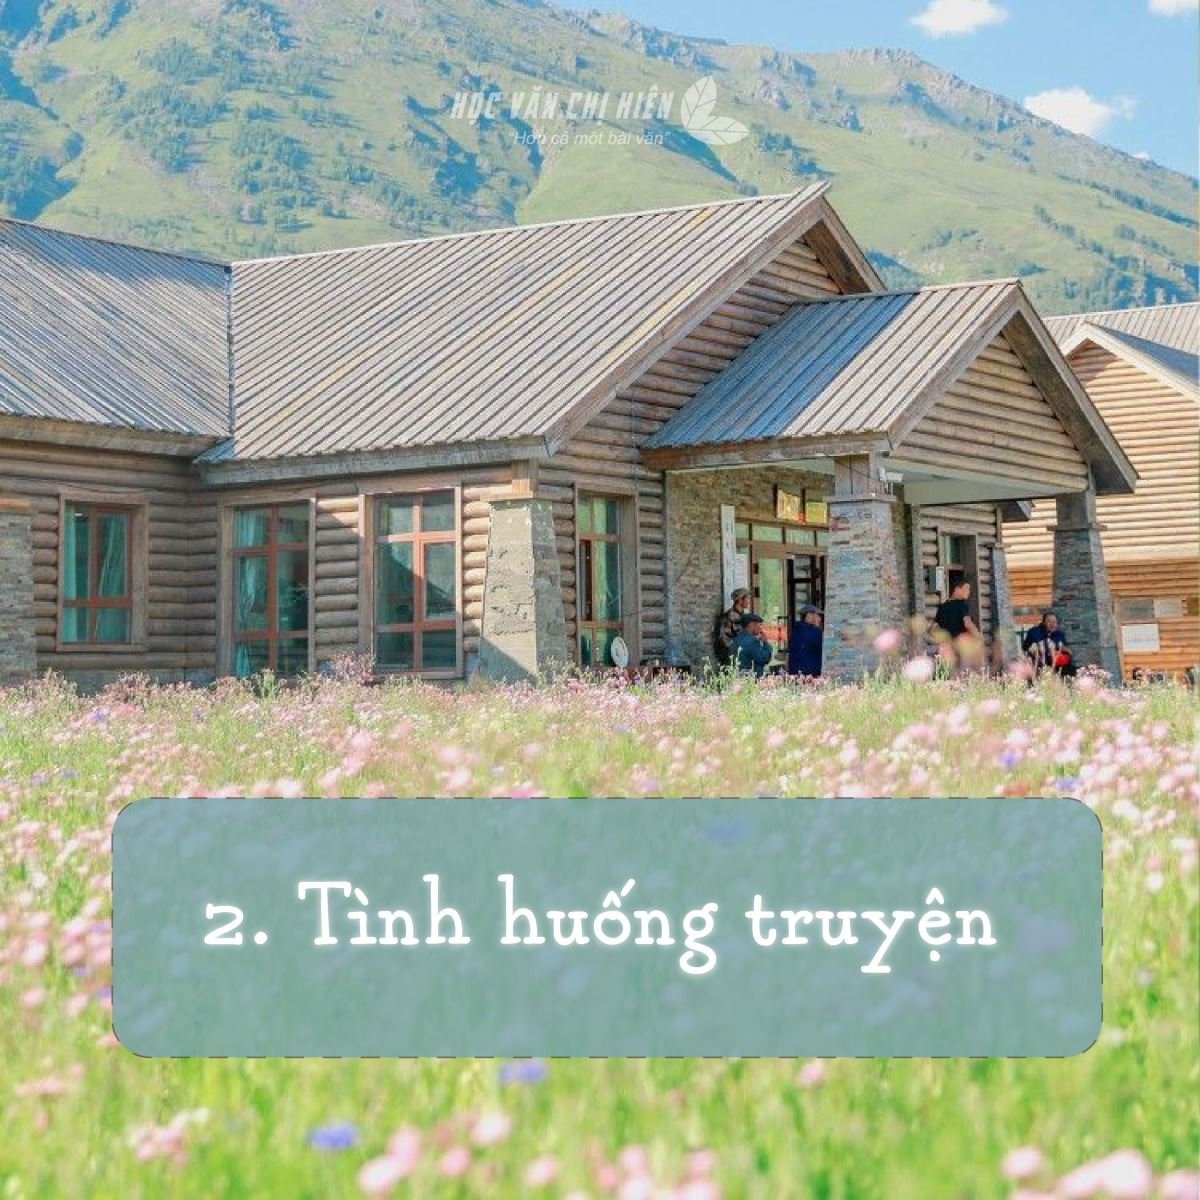 HỌC VĂN CHỊ HIÊN
"Hơn cả một bài văn"
2. Tình huống truyện